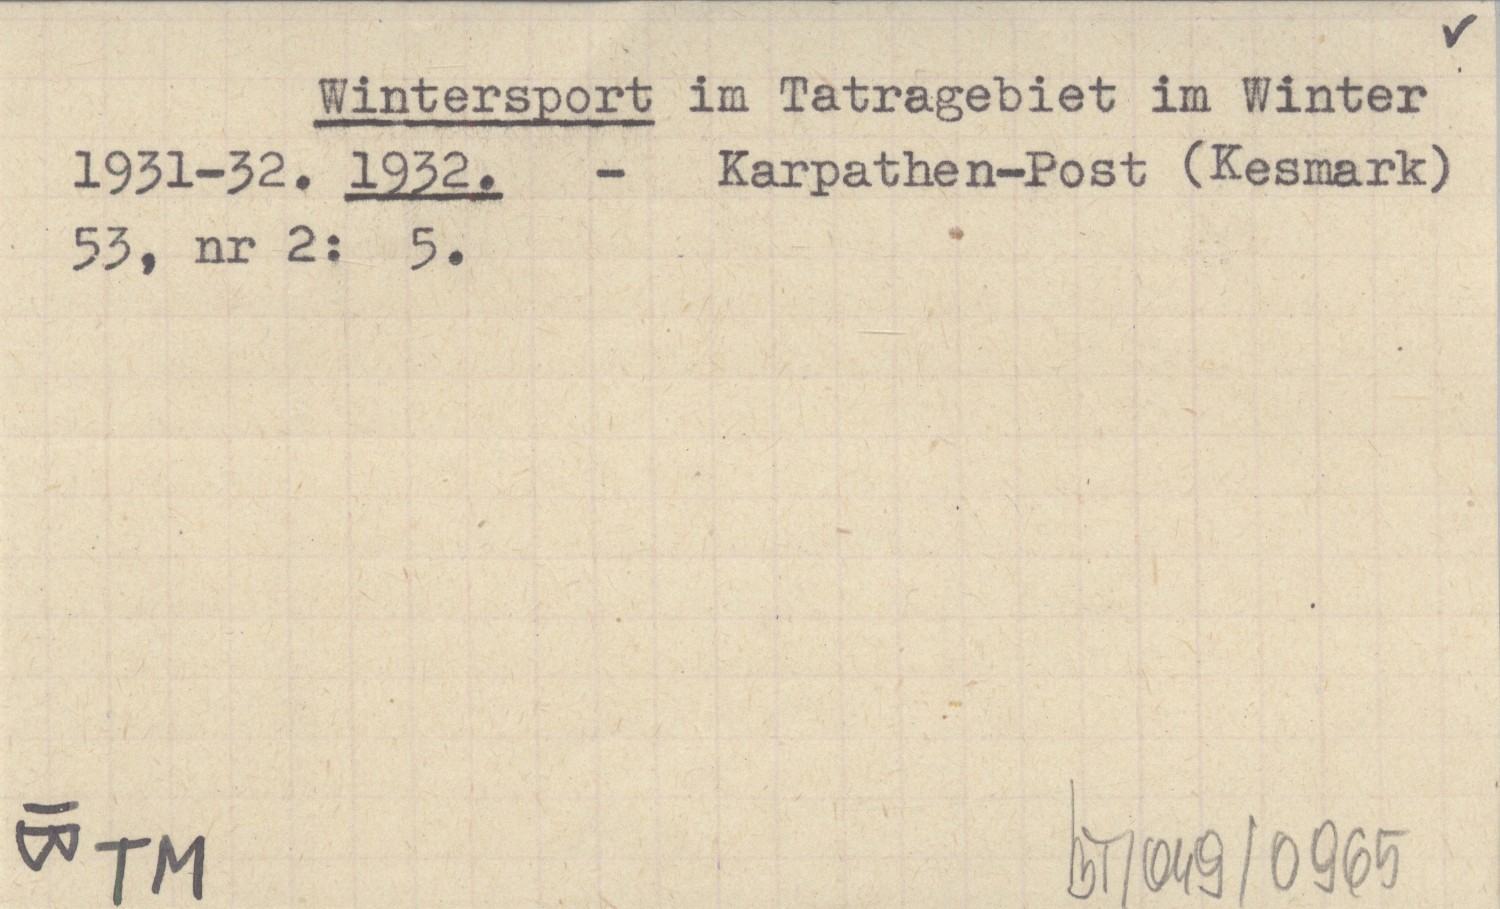 Wintersport im Tatragebiet im Winter
1931-32. 1932. - Karpathen-Post (Kesmark)
53, nr 2: 5.
TM
bT/049/0965